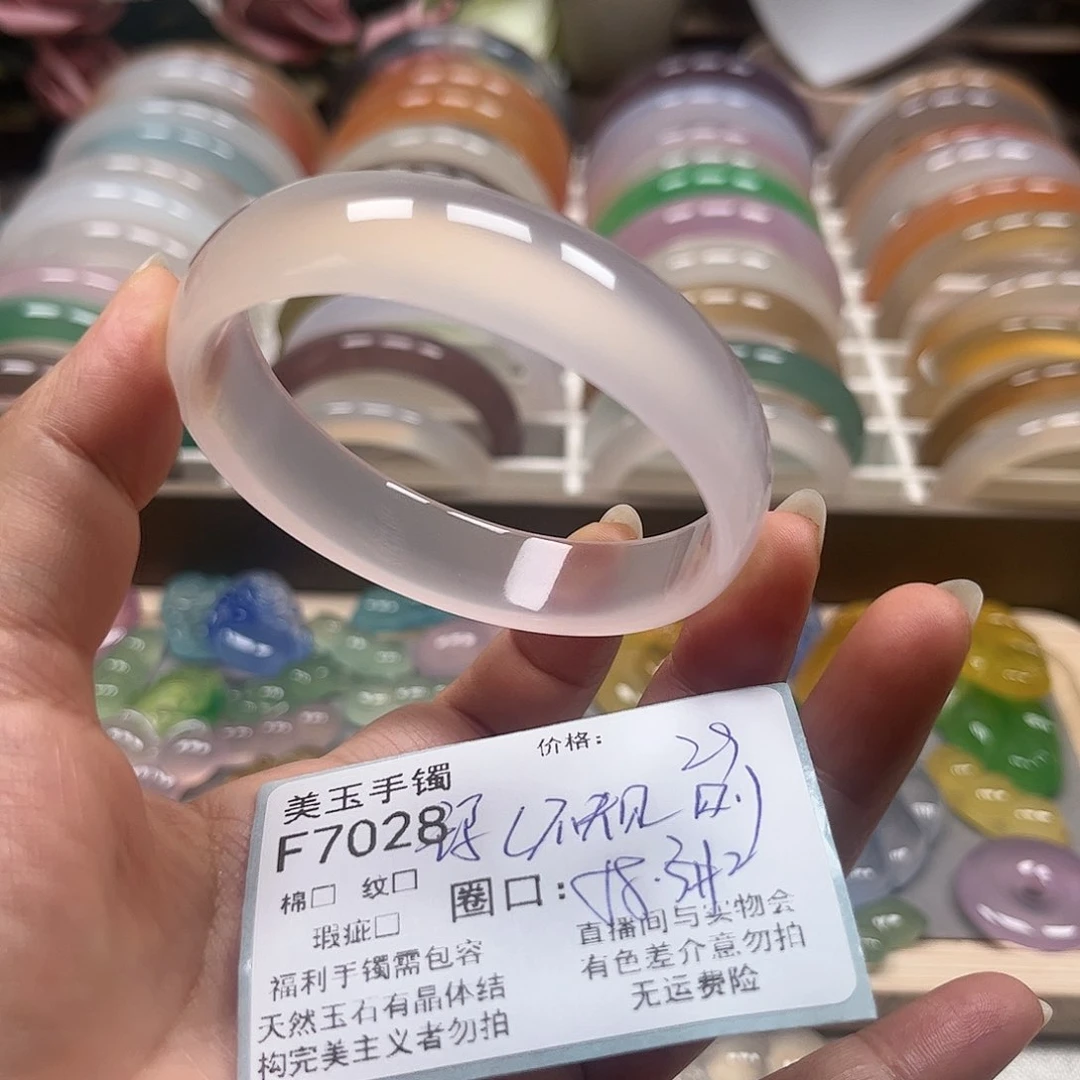 价格: 29
美玉手镯
F7028
棉□ 纹□ 圈口:
瑕疵□
直播间与实物会
有色差介意勿拍
无运费险
福利手镯需包容
天然玉石有晶体结
构完美主义者勿拍